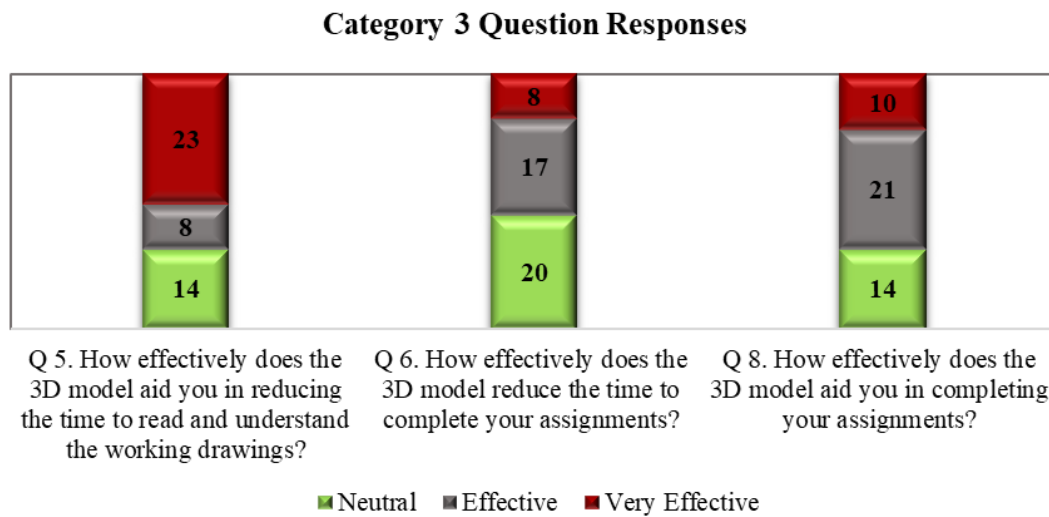 Category 3 Question Responses
23 8 10
8 17 21
14 20 14
Q 5. How effectively does the
3D model aid you in reducing
the time to read and understand
the working drawings?
Q 6. How effectively does the
3D model reduce the time to
complete your assignments?
Q 8. How effectively does the
3D model aid you in completing
your assignments?
Neutral Effective Very Effective